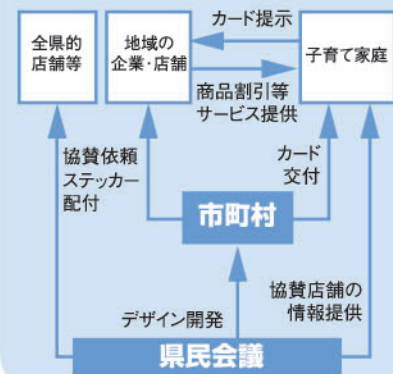 カード提示
全県的
店舗等
地域の
企業・店舗
子育て家庭
商品割引等
サービス提供
協賛依頼
ステッカー
配付
カード
交付
市町村
デザイン開発
協賛店舗の
情報提供
県民会議